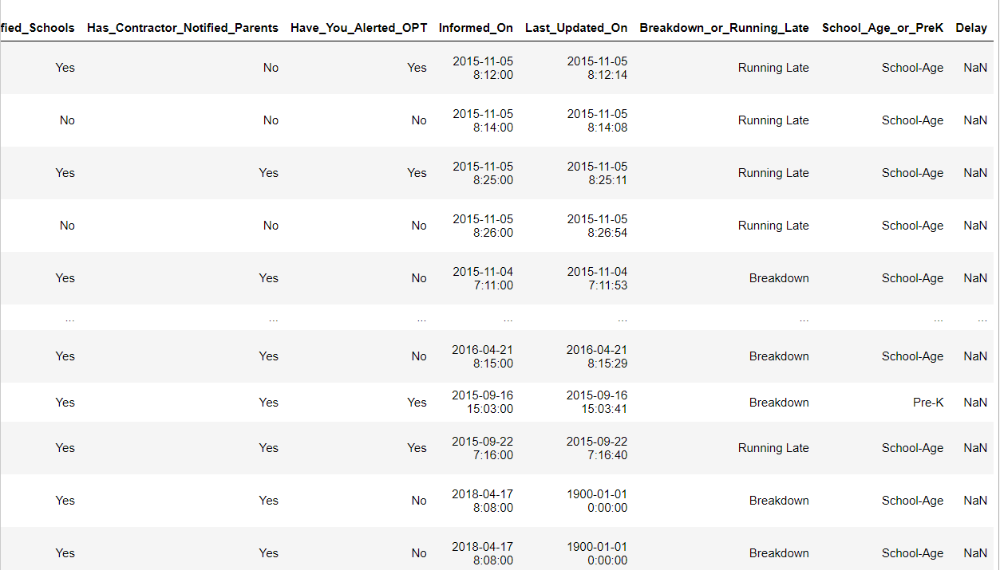 fied_Schools Has_Contractor_Notified_Parents Have_You_Alerted_OPT Informed_On Last_Updated_On Breakdown_or_Running_Late School_Age_or_PreK Delay
Yes No Yes 2015-11-05 8:12:00 2015-11-05 8:12:14 Running Late School-Age NaN
No No No 2015-11-05 8:14:00 2015-11-05 8:14:08 Running Late School-Age NaN
Yes Yes Yes 2015-11-05 8:25:00 2015-11-05 8:25:11 Running Late School-Age NaN
No No No 2015-11-05 8:26:00 2015-11-05 8:26:54 Running Late School-Age NaN
Yes Yes No 2015-11-04 7:11:00 2015-11-04 7:11:53 Breakdown School-Age NaN
... ... ... ... ... ... ... ...
Yes Yes No 2016-04-21 8:15:00 2016-04-21 8:15:29 Breakdown School-Age NaN
Yes Yes Yes 2015-09-16 15:03:00 2015-09-16 15:03:41 Breakdown Pre-K NaN
Yes Yes Yes 2015-09-22 7:16:00 2015-09-22 7:16:40 Running Late School-Age NaN
Yes Yes No 2018-04-17 8:08:00 1900-01-01 0:00:00 Breakdown School-Age NaN
Yes Yes No 2018-04-17 8:08:00 1900-01-01 0:00:00 Breakdown School-Age NaN